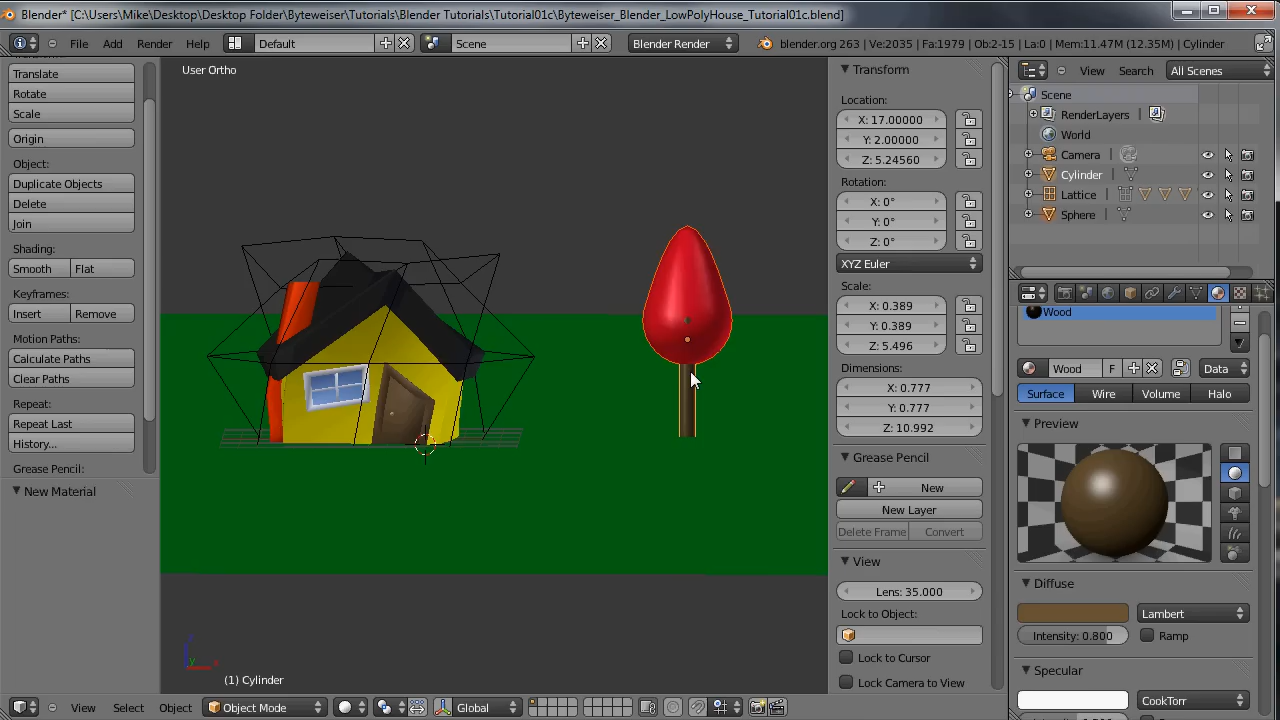 Blender* [C:\Users\Mike\Desktop\Desktop Folder\Byteweiser\Tutorials\Blender Tutorials\Tutorial01c\Byteweiser_Blender_LowPolyHouse_Tutorial01c.blend]
File Add Render Help Default Scene Blender Render blender.org 263 | Ve:2035 | Fa:1979 | Ob:2-15 | La:0 | Mem:11.47M (12.35M) | Cylinder
Translate
Rotate
Scale
Origin
Object:
Duplicate Objects
Delete
Join
Shading:
Smooth Flat
Keyframes:
Insert Remove
Motion Paths:
Calculate Paths
Clear Paths
Repeat:
Repeat Last
History...
Grease Pencil:
New Material
User Ortho
(1) Cylinder
View Select Object Object Mode Global
Transform
Location:
X: 17.00000
Y: 2.00000
Z: 5.24560
Rotation:
X: 0°
Y: 0°
Z: 0°
XYZ Euler
Scale:
X: 0.389
Y: 0.389
Z: 5.496
Dimensions:
X: 0.777
Y: 0.777
Z: 10.992
Grease Pencil
New
New Layer
Delete Frame Convert
View
Lens: 35.000
Lock to Object:
Lock to Cursor
Lock Camera to View
View Search All Scenes
Scene
RenderLayers
World
Camera
Cylinder
Lattice
Sphere
Wood
Wood F Data
Surface Wire Volume Halo
Preview
Diffuse
Lambert
Intensity: 0.800 Ramp
Specular
CookTorr